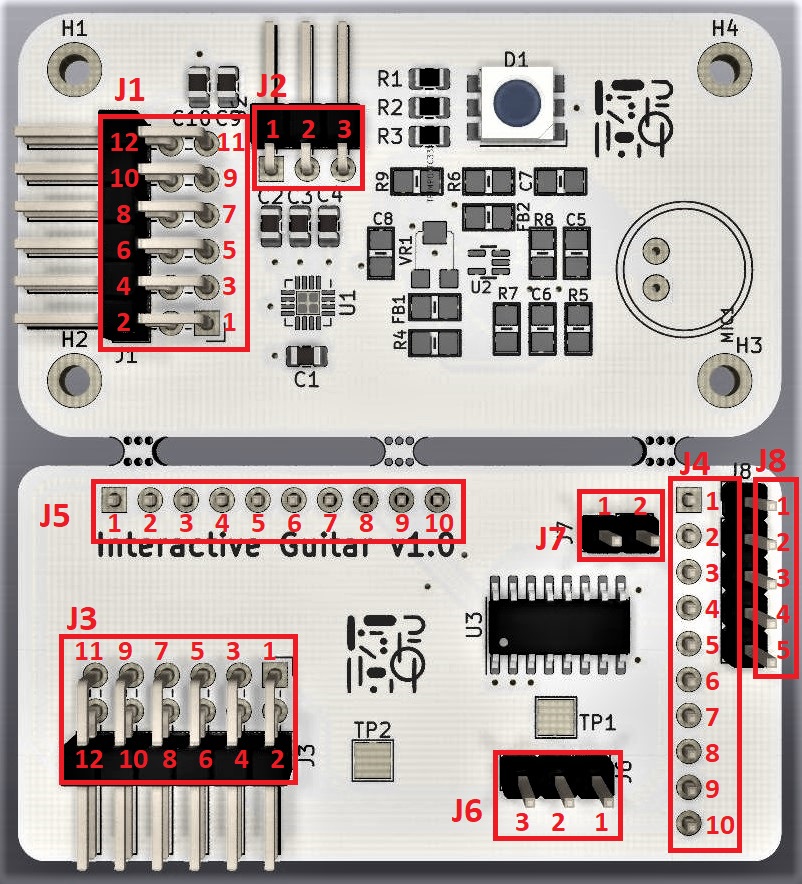 H1
H4
J1
J2
D1
R1
R2
R3
C10 C9
12
11
1 2 3
10
9
8
7
6
5
4
3
2
1
J1
C2 C3 C4
R9
R6
C7
FB2
C8
VR1
R8
C5
U2
U1
FB1
R4
R7
C6
R5
MIC1
H2
C1
H3
J5
1 2 3 4 5 6 7 8 9 10
Interactive Guitar v1.0
J7
1 2
J4
1
2
3
4
5
6
7
8
9
10
J8
J8
1
2
3
4
5
J3
11 9 7 5 3 1
12 10 8 6 4 2
J3
U3
TP2
TP1
J6
3 2 1